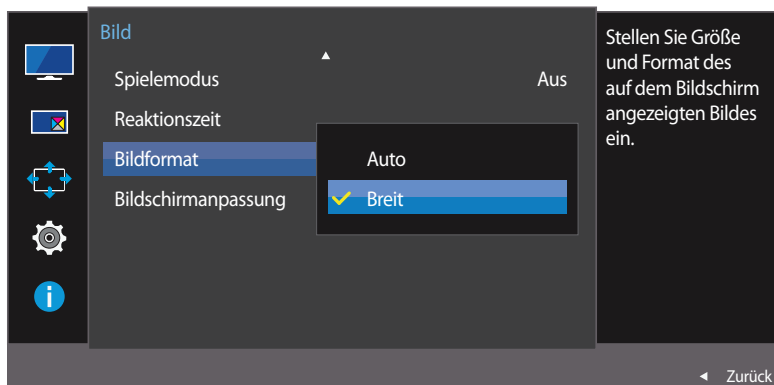 Bild
Spielemodus Aus
Reaktionszeit
Bildformat
Auto
Breit
Bildschirmanpassung
Stellen Sie Größe
und Format des
auf dem Bildschirm
angezeigten Bildes
ein.
Zurück